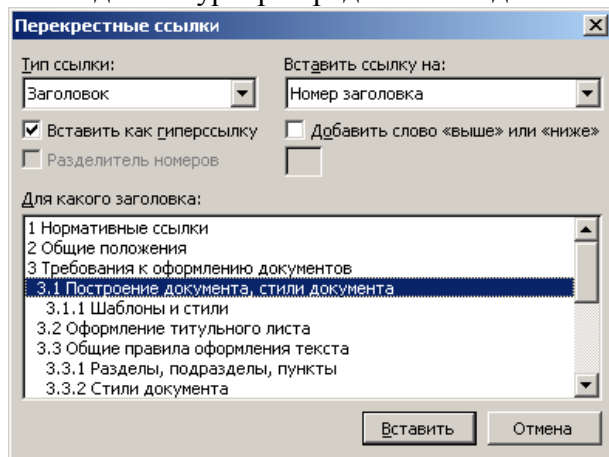 Перекрестные ссылки
Тип ссылки: Вставить ссылку на:
Заголовок Номер заголовка
Вставить как гиперссылку Добавить слово «выше» или «ниже»
Разделитель номеров
Для какого заголовка:
1 Нормативные ссылки
2 Общие положения
3 Требования к оформлению документов
3.1 Построение документа, стили документа
3.1.1 Шаблоны и стили
3.2 Оформление титульного листа
3.3 Общие правила оформления текста
3.3.1 Разделы, подразделы, пункты
3.3.2 Стили документа
Вставить Отмена